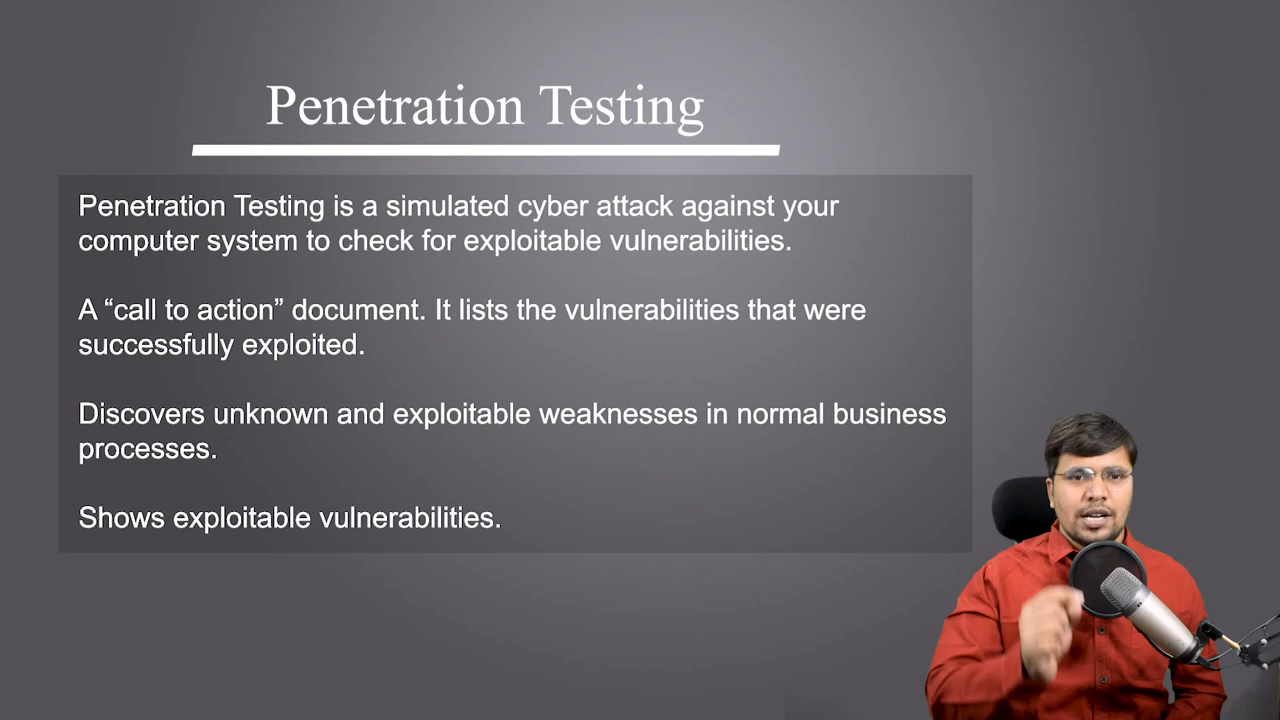 Penetration Testing
Penetration Testing is a simulated cyber attack against your
computer system to check for exploitable vulnerabilities.
A “call to action” document. It lists the vulnerabilities that were
successfully exploited.
Discovers unknown and exploitable weaknesses in normal business
processes.
Shows exploitable vulnerabilities.